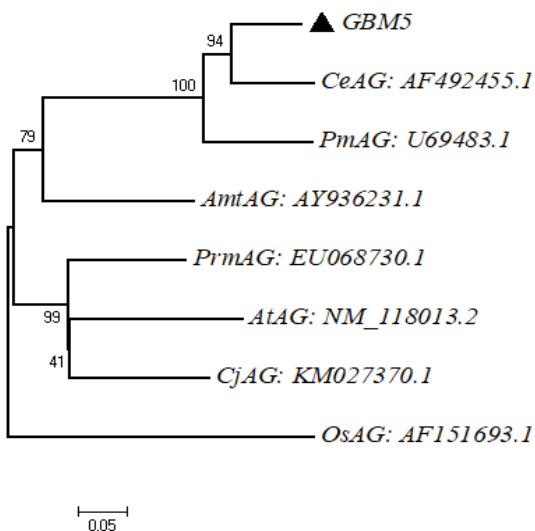 94
GBM5
CeAG: AF492455.1
100
PmAG: U69483.1
79
AmtAG: AY936231.1
PrmAG: EU068730.1
99
AtAG: NM_118013.2
41
CjAG: KM027370.1
OsAG: AF151693.1
0.05